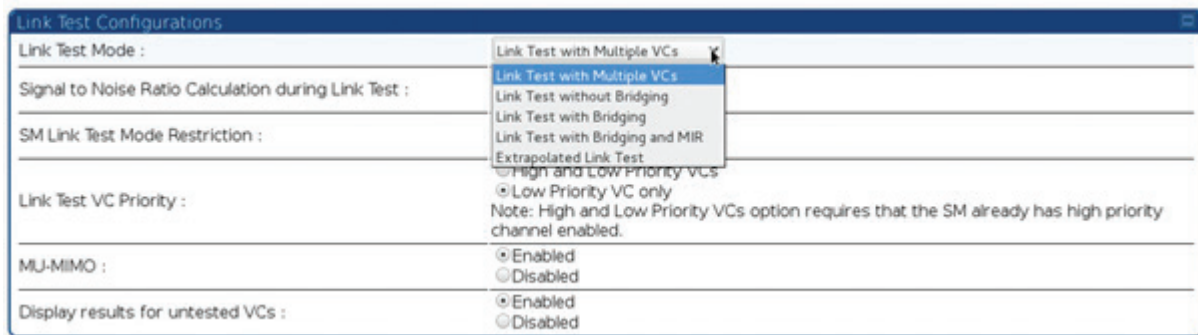 Link Test Configurations
Link Test Mode :
Link Test with Multiple VCs
Link Test with Multiple VCs
Link Test without Bridging
Link Test with Bridging
Link Test with Bridging and MIR
Extrapolated Link Test
Signal to Noise Ratio Calculation during Link Test :
SM Link Test Mode Restriction :
Link Test VC Priority :
High and Low Priority VCs
Low Priority VC only
Note: High and Low Priority VCs option requires that the SM already has high priority
channel enabled.
MU-MIMO :
Enabled
Disabled
Display results for untested VCs :
Enabled
Disabled